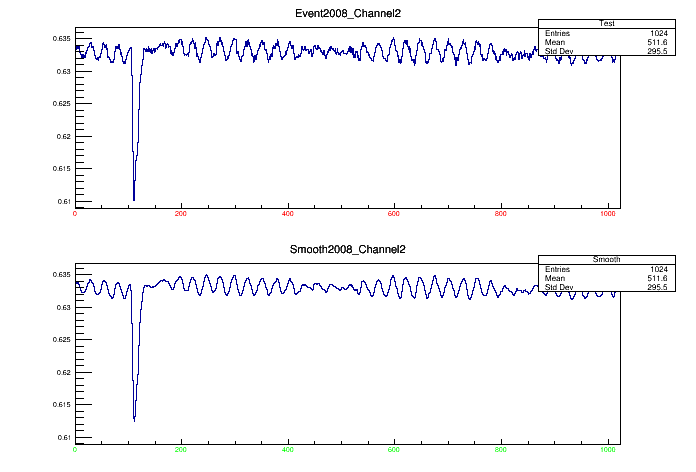 Event2008_Channel2
Test
Entries 1024
Mean 511.6
Std Dev 295.5
0.635
0.63
0.625
0.62
0.615
0.61
0 200 400 600 800 1000
Smooth2008_Channel2
Smooth
Entries 1024
Mean 511.6
Std Dev 295.5
0.635
0.63
0.625
0.62
0.615
0.61
0 200 400 600 800 1000